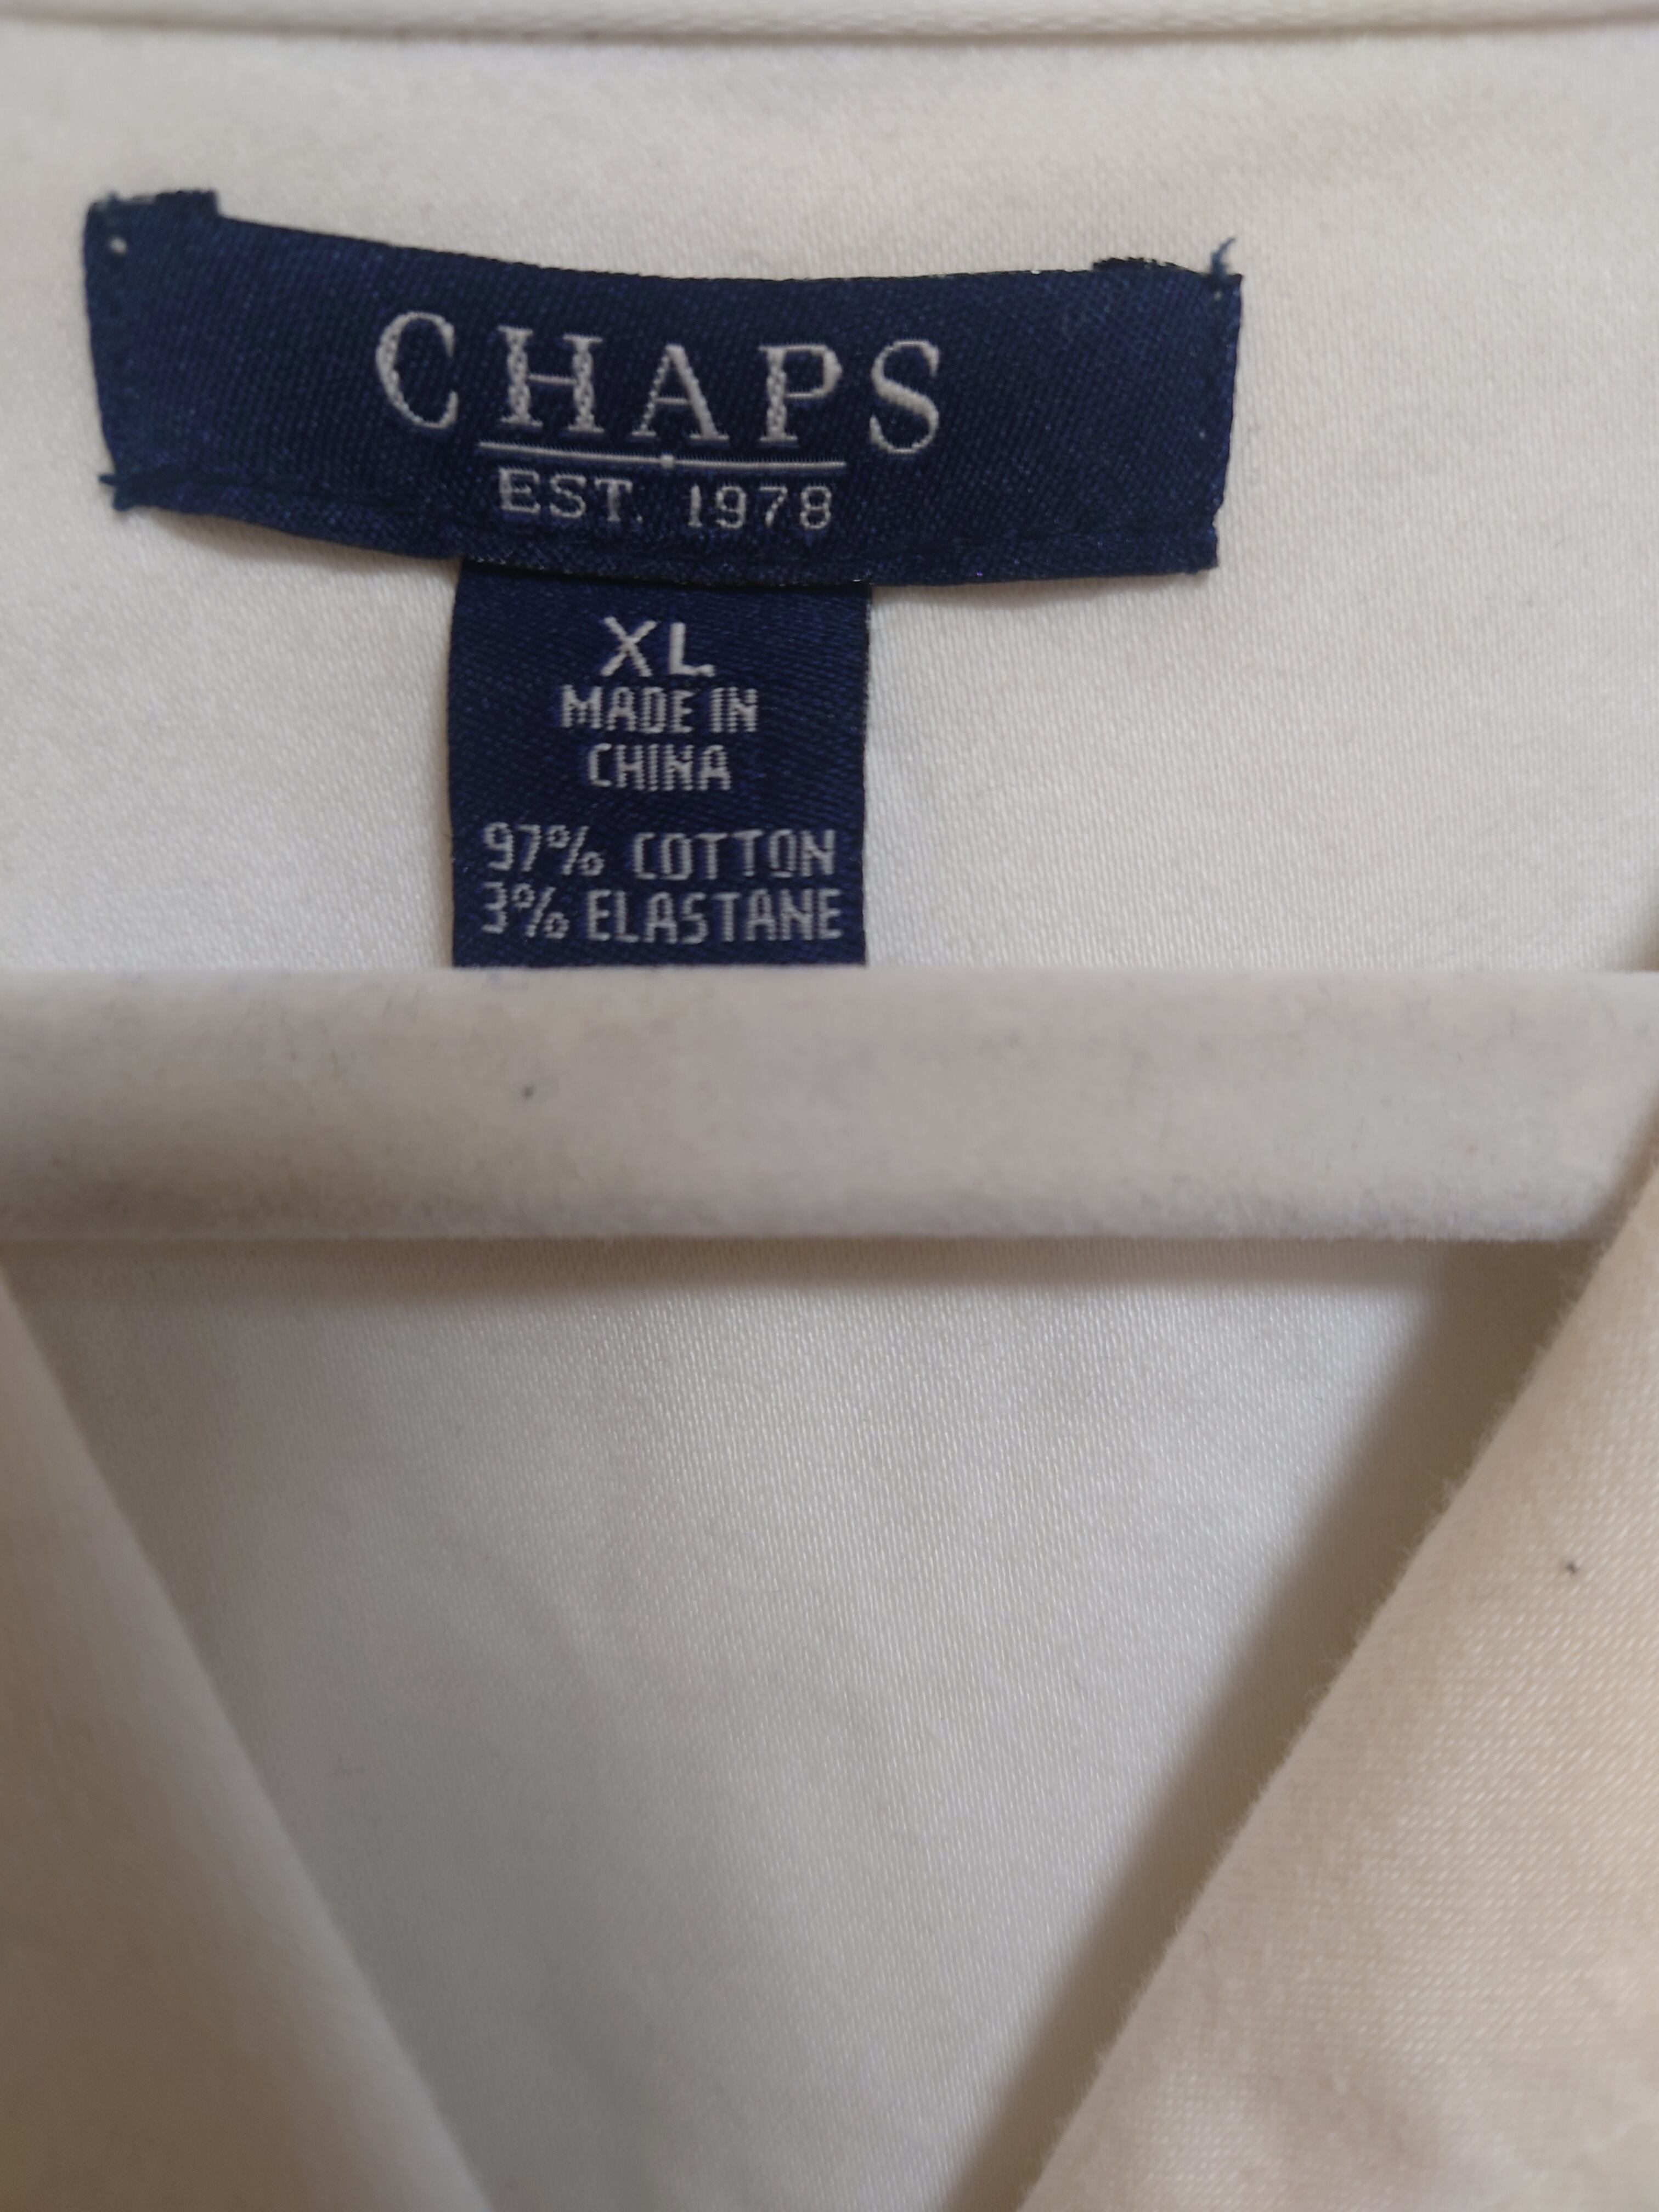 CHAPS
EST. 1978
XL
MADE IN
CHINA
97% COTTON
3% ELASTANE